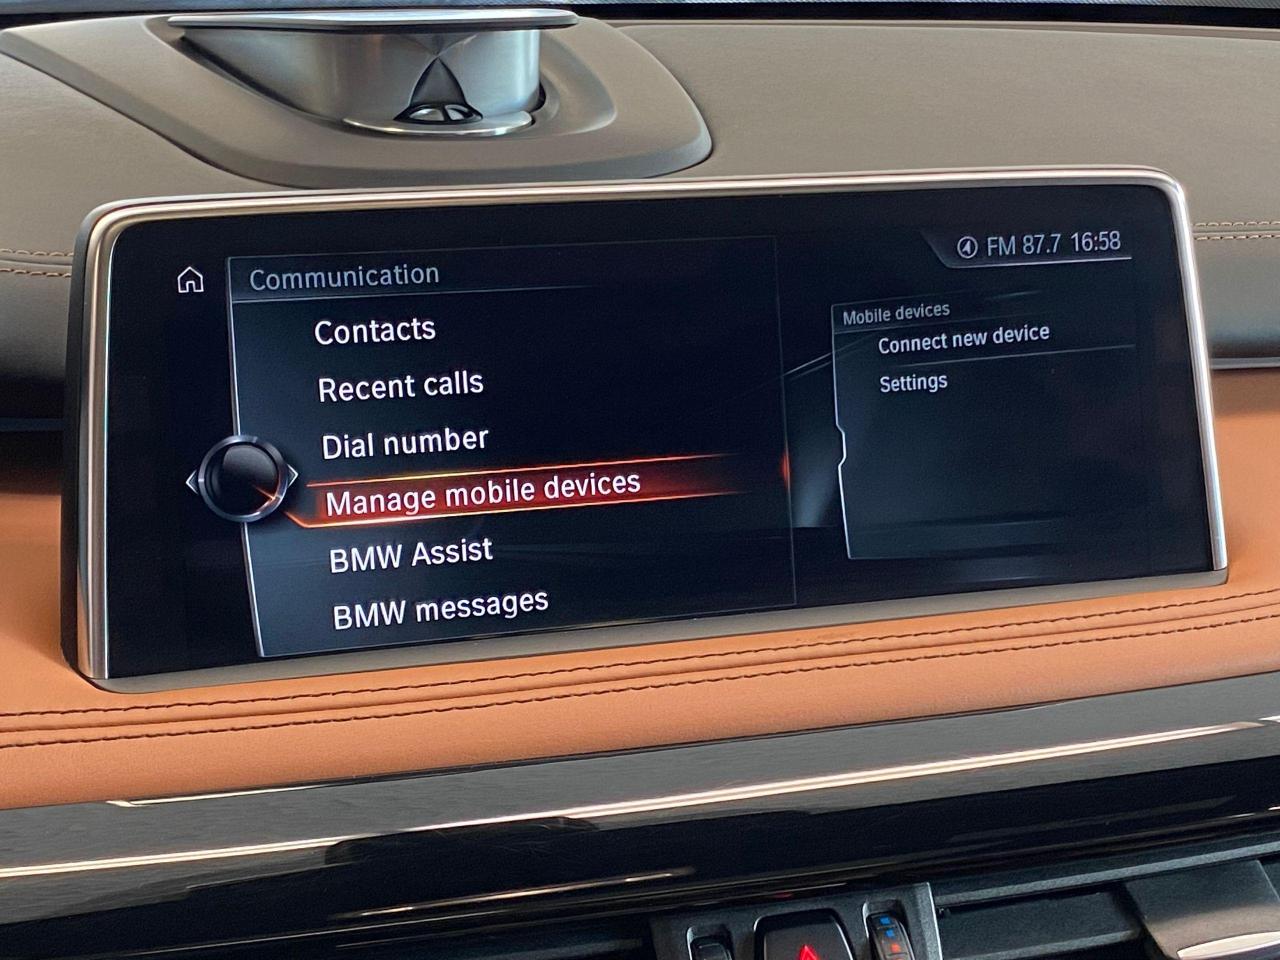 FM 87.7 16:58
Communication
Contacts
Recent calls
Dial number
Manage mobile devices
BMW Assist
BMW messages
Mobile devices
Connect new device
Settings